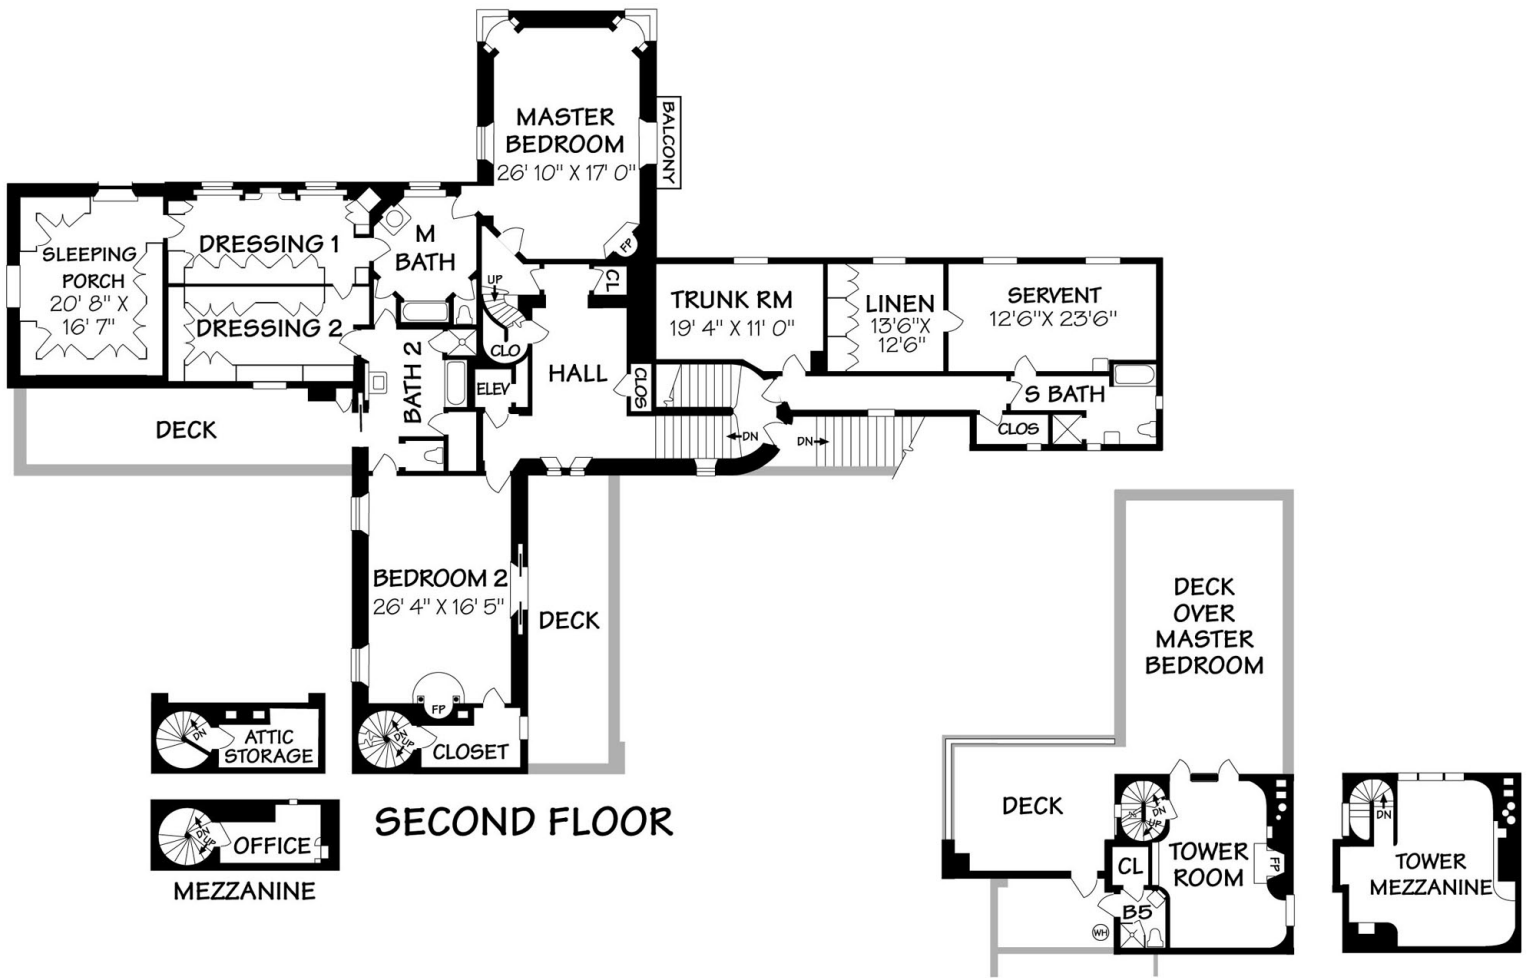 MASTER
BEDROOM
26' 10" X 17' 0"
BALCONY
FP
SLEEPING
PORCH
20' 8" X
16' 7"
DRESSING 1
DRESSING 2
M
BATH
UP
CL
CLO
ELEV
HALL
CLOS
BATH 2
DECK
TRUNK RM
19' 4" X 11' 0"
LINEN
13'6"X
12'6"
SERVENT
12'6"X 23'6"
S BATH
CLOS
DN
DN
BEDROOM 2
26' 4" X 16' 5"
DECK
FP
DN
UP
CLOSET
DN
ATTIC
STORAGE
DN
UP
OFFICE
MEZZANINE
SECOND FLOOR
DECK
OVER
MASTER
BEDROOM
DECK
DN
UP
TOWER
ROOM
FP
CL
B5
WH
DN
TOWER
MEZZANINE